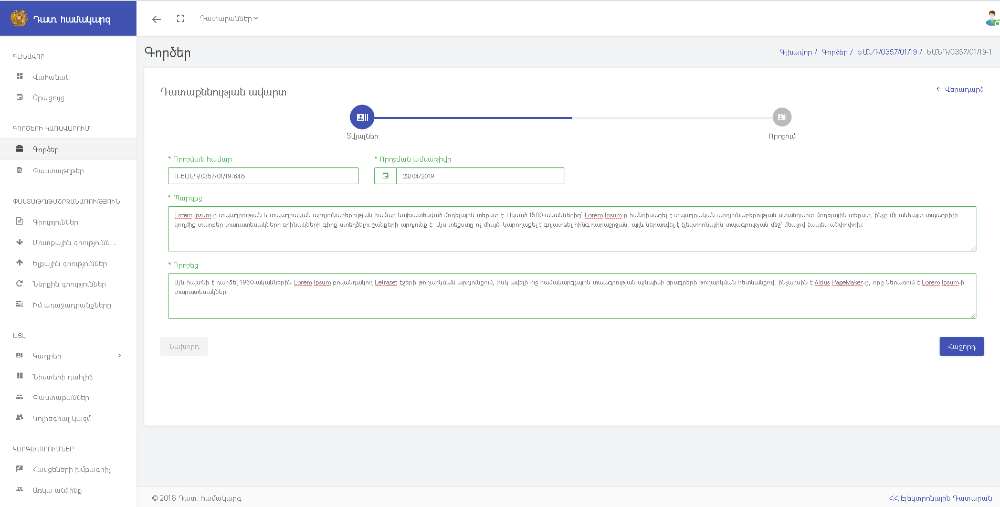 Դատ. համակարգ
Դատարաններ
ԳԼԽԱՎՈՐ
Վահանակ
Օրացույց
ԳՈՐԾԵՐԻ ԿԱՌԱՎԱՐՈՒՄ
Գործեր
Փաստաթղթեր
ՓԱՍՏԱԹՂԹԱՇՐՋԱՆԱՌՈՒԹՅՈՒՆ
Գրություններ
Մուտքային գրություևն...
Ելքային գրություններ
Ներքին գրություններ
Իմ առաջադրանքները
ԱՅԼ
Կադրեր
Նիստերի դահլիճ
Փաստաբաններ
Կոլիեգիալ կազմ
ԿԱՐԳԱՎՈՐՈՒՄՆԵՐ
Հասցեների խմբագրիչ
Առկա անձինք
Գործեր
Գլխավոր / Գործեր / ԵԱՆԴ/0357/01/19 / ԵԱՆԴ/0357/01/19-1
Դատաքննության ավարտ
← Վերադարձ
Տվյալներ
Որոշում
* Որոշման համար
* Որոշման ամսաթիվը
Ո-ԵԱՆԴ/0357/01/19-648
23/04/2019
* Պարզեց
Lorem Ipsum-ը տպագրության և տպագրական արդյունաբերության համար նախատեսված մոդելային տեքստ է: Սկսած 1500-ականներից՝ Lorem Ipsum-ը հանդիսացել է տպագրական արդյունաբերության ստանդարտ մոդելային տեքստ, ինչը մի անհայտ տպագրիչի
կողմից տարբեր տառատեսակների օրինակների գիրք ստեղծելու ջանքերի արդյունք է: Այս տեքստը ոչ միայն կարողացել է գոյատևել հինգ դարաշրջան, այլև ներառվել է էլեկտրոնային տպագրության մեջ՝ մնալով էապես անփոփոխ:
* Որոշեց
Այն հայտնի է դարձել 1960-ականներին Lorem Ipsum բովանդակող Letraset էջերի թողարկման արդյունքում, իսկ ավելի ուշ համակարգչային տպագրության այնպիսի ծրագրերի թողարկման հետևանքով, ինչպիսին է Aldus PageMaker-ը, որը ներառում է Lorem Ipsum-ի
տարատեսակներ:
Նախորդ
Հաջորդ
© 2018 Դատ. համակարգ
ՀՀ Էլեկտրոնային Դատարան